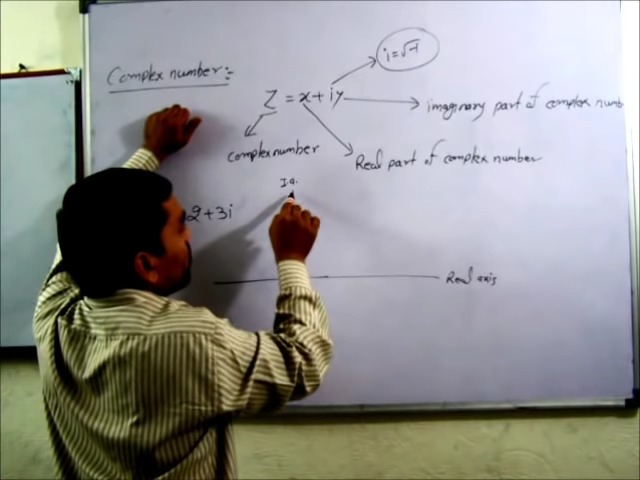 Complex number:-
i=√-1
Z = x+iy
imaginary part of complex numb
complex number
Real part of complex number
I.a.
2+3i
Real axis